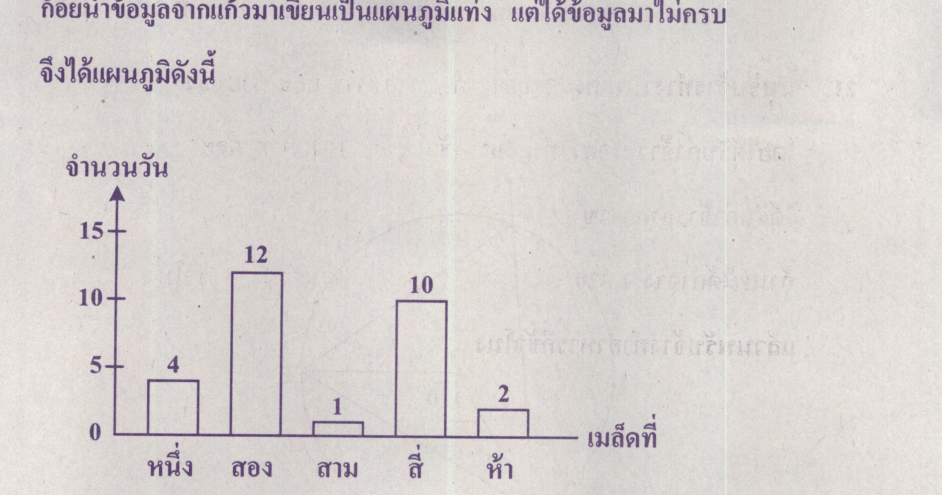 ก้อยนำข้อมูลจากแก้วมาเขียนเป็นแผนภูมิแท่ง แต่ได้ข้อมูลมาไม่ครบ
จึงได้แผนภูมิดังนี้
จำนวนวัน
15
12
10
10
5
4
1
2
0
เมล็ดที่
หนึ่ง สอง สาม สี่ ห้า